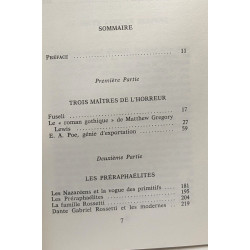 SOMMAIRE
PRÉFACE 11
Première Partie
TROIS MAÎTRES DE L'HORREUR
Fuseli 17
Le « roman gothique » de Matthew Gregory
Lewis 27
E. A. Poe, génie d'exportation 59
Deuxième Partie
LES PRÉRAPHAÉLITES
Les Nazaréens et la vogue des primitifs 181
Les Préraphaélites 195
La famille Rossetti 204
Dante Gabriel Rossetti et les modernes 219
7